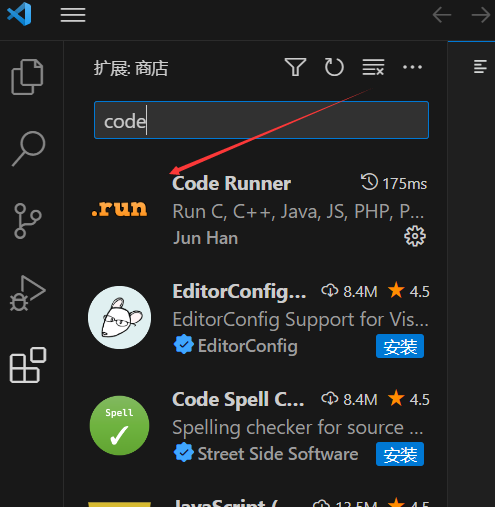 扩展: 商店
code
Code Runner 175ms
.run
Run C, C++, Java, JS, PHP, P...
Jun Han
EditorConfig... 8.4M 4.5
EditorConfig Support for Vis...
EditorConfig 安装
Code Spell C... 8.4M 4.5
Spell
Spelling checker for source ...
Street Side Software 安装
JavaScript ( 13.5M 4.5